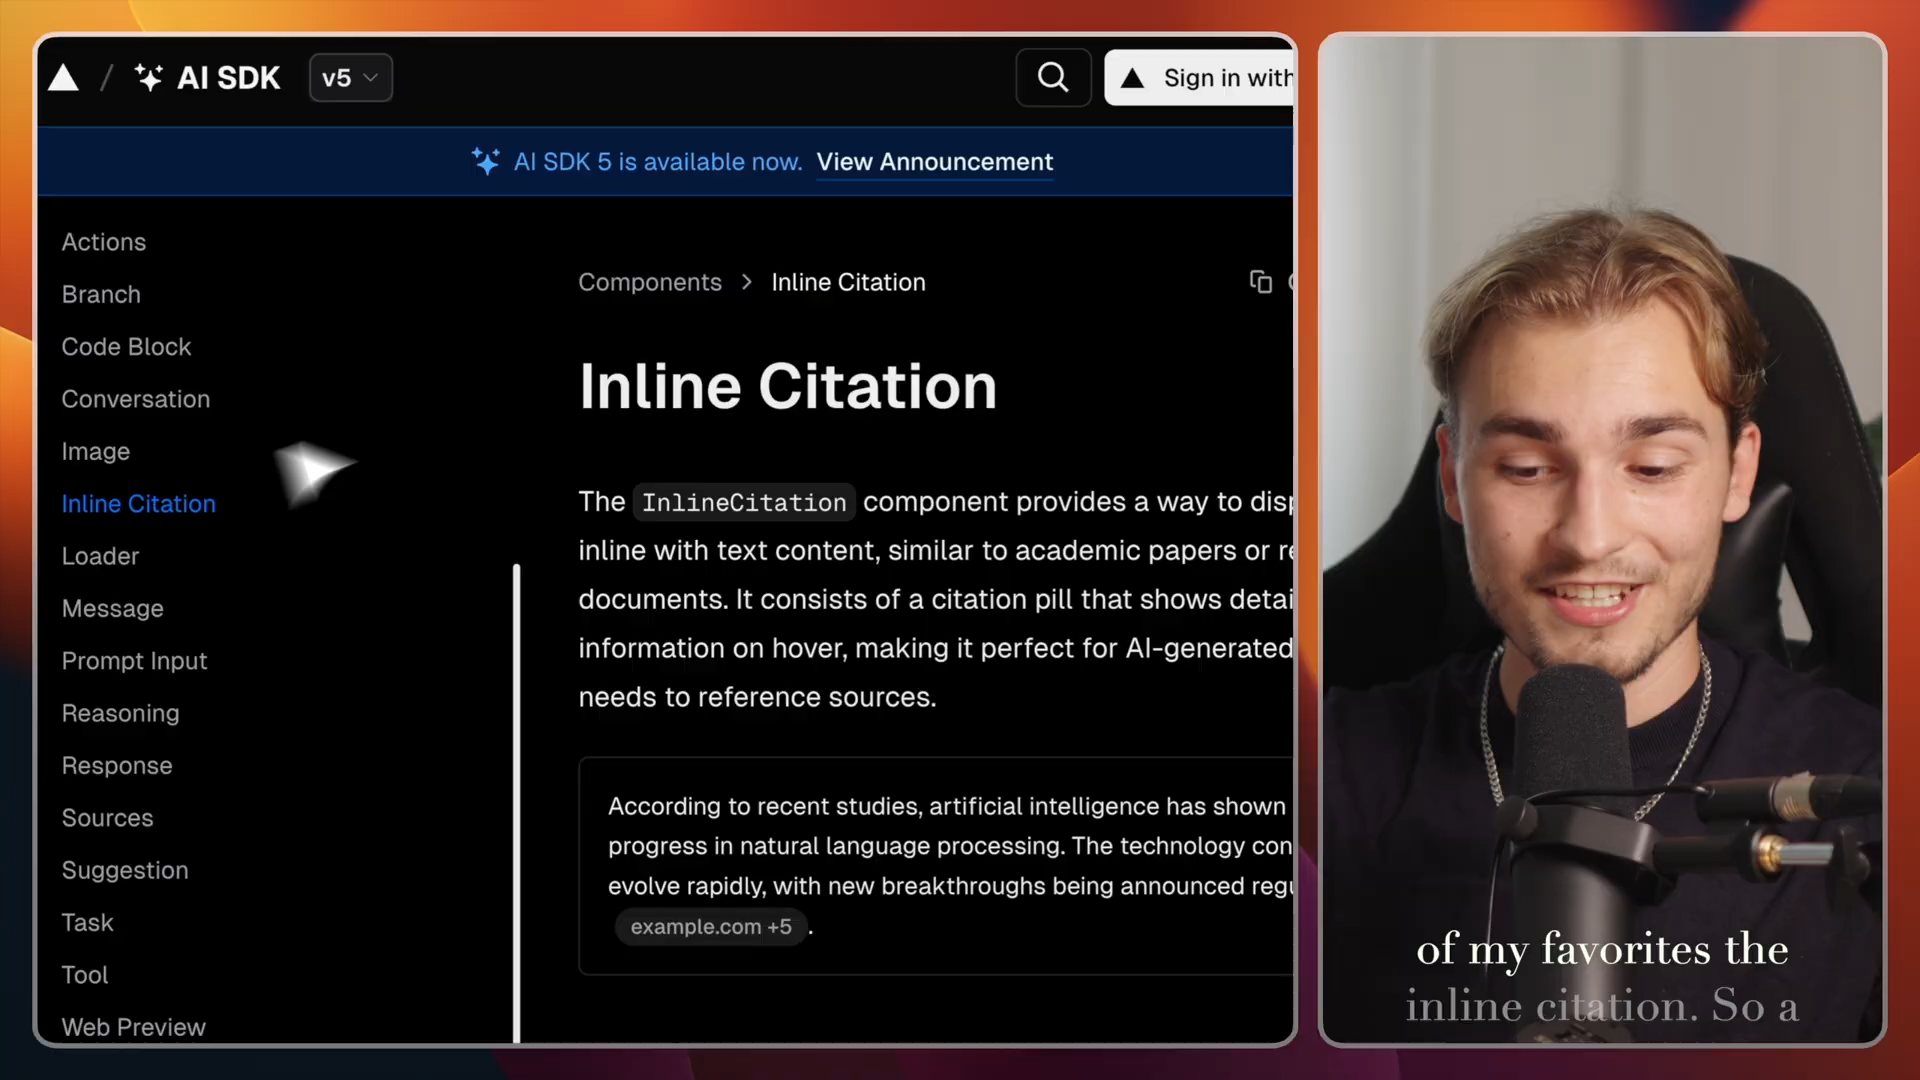 / AI SDK v5
Sign in with
AI SDK 5 is available now. View Announcement
Actions
Branch
Code Block
Conversation
Image
Inline Citation
Loader
Message
Prompt Input
Reasoning
Response
Sources
Suggestion
Task
Tool
Web Preview
Components > Inline Citation
Inline Citation
The InlineCitation component provides a way to disp
inline with text content, similar to academic papers or re
documents. It consists of a citation pill that shows detai
information on hover, making it perfect for AI-generated
needs to reference sources.
According to recent studies, artificial intelligence has shown
progress in natural language processing. The technology con
evolve rapidly, with new breakthroughs being announced regu
example.com +5 .
of my favorites the
inline citation. So a